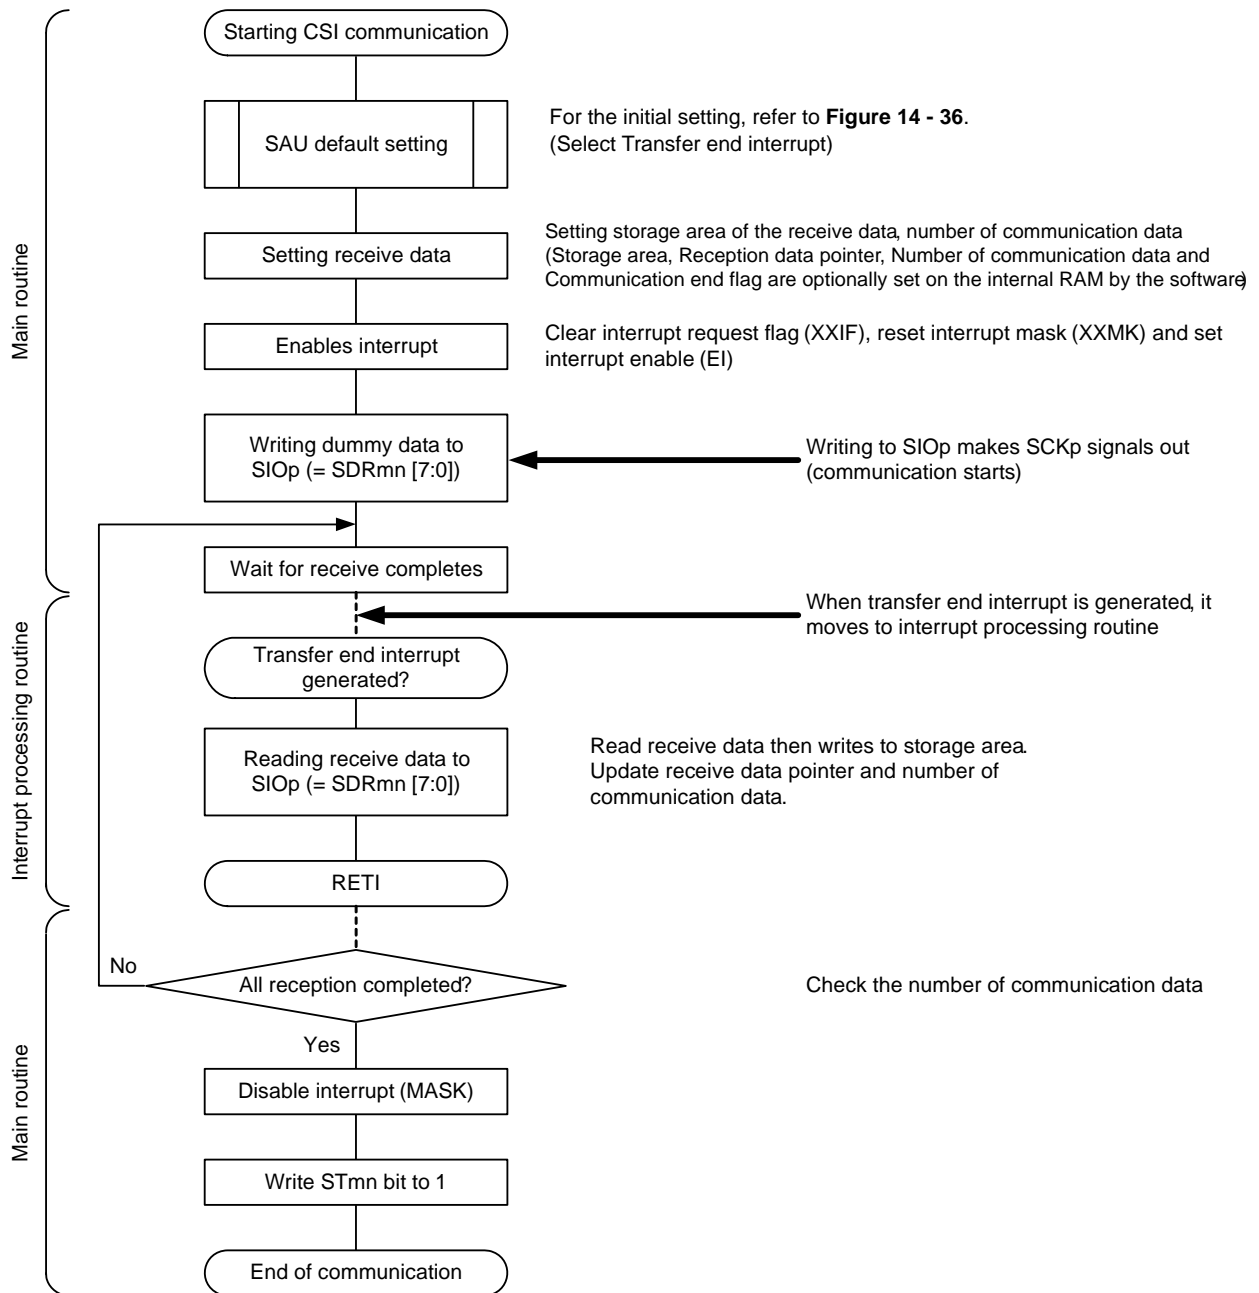 Starting CSI communication
SAU default setting
For the initial setting, refer to Figure 14 - 36.
(Select Transfer end interrupt)
Main routine
Setting receive data
Setting storage area of the receive data, number of communication data
(Storage area, Reception data pointer, Number of communication data and
Communication end flag are optionally set on the internal RAM by the software)
Enables interrupt
Clear interrupt request flag (XXIF), reset interrupt mask (XXMK) and set
interrupt enable (EI)
Writing dummy data to
SIOp (= SDRmn [7:0])
Writing to SIOp makes SCKp signals out
(communication starts)
Wait for receive completes
When transfer end interrupt is generated, it
moves to interrupt processing routine
Interrupt processing routine
Transfer end interrupt
generated?
Reading receive data to
SIOp (= SDRmn [7:0])
Read receive data then writes to storage area.
Update receive data pointer and number of
communication data.
RETI
Main routine
No
All reception completed?
Check the number of communication data
Yes
Disable interrupt (MASK)
Write STmn bit to 1
End of communication